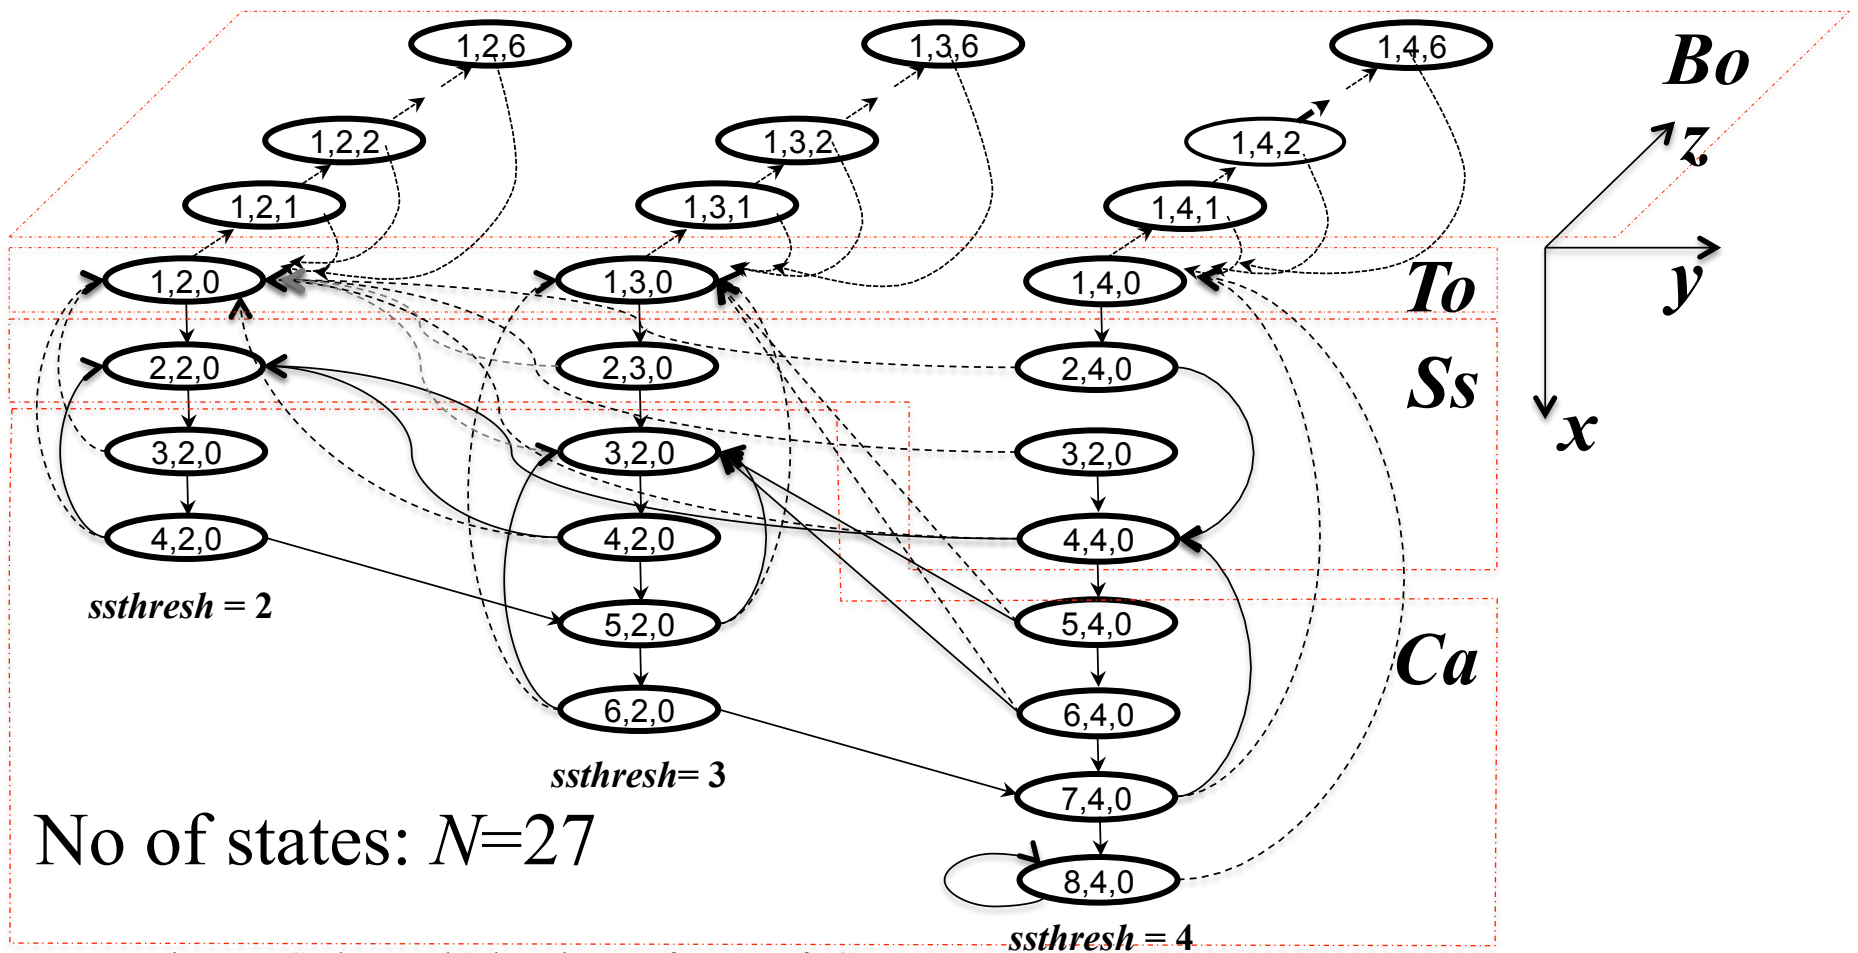 1,2,6 1,3,6 1,4,6 Bo
1,2,2 1,3,2 1,4,2 z
1,2,1 1,3,1 1,4,1
1,2,0 1,3,0 1,4,0 To y
2,2,0 2,3,0 2,4,0 Ss
3,2,0 3,2,0 3,2,0 x
4,2,0 4,2,0 4,4,0
ssthresh = 2 5,2,0 5,4,0 Ca
6,2,0 6,4,0
ssthresh= 3 7,4,0
No of states: N=27
8,4,0
ssthresh = 4